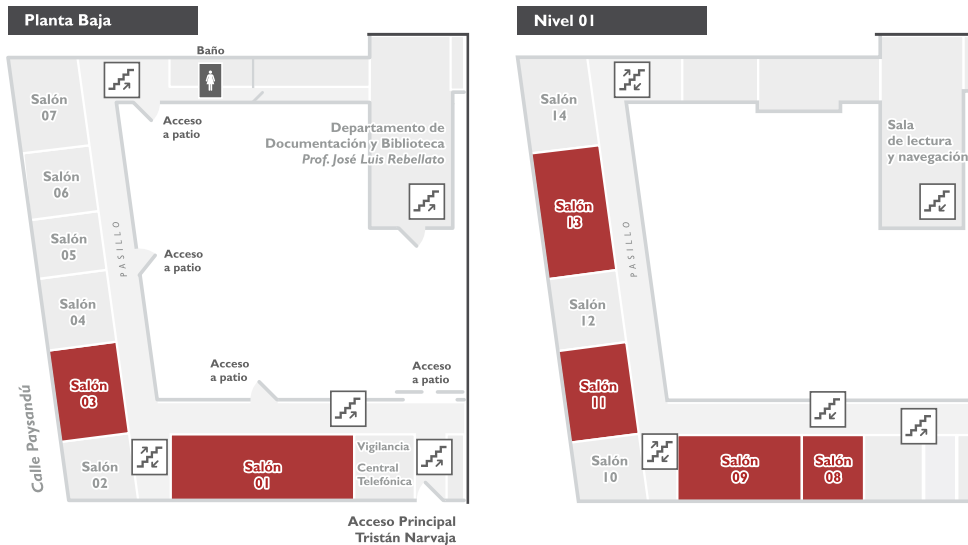 Planta Baja
Baño
Salón
07
Acceso
a patio
Departamento de
Documentación y Biblioteca
Prof. José Luis Rebellato
Salón
06
PASILLO
Salón
05
Acceso
a patio
Salón
04
Salón
03
Acceso
a patio
Acceso
a patio
Calle Paysandú
Salón
02
Salón
01
Vigilancia
Central
Telefónica
Acceso Principal
Tristán Narvaja
Nivel 01
Salón
14
Sala
de lectura
y navegación
Salón
13
PASILLO
Salón
12
Salón
11
Salón
10
Salón
09
Salón
08